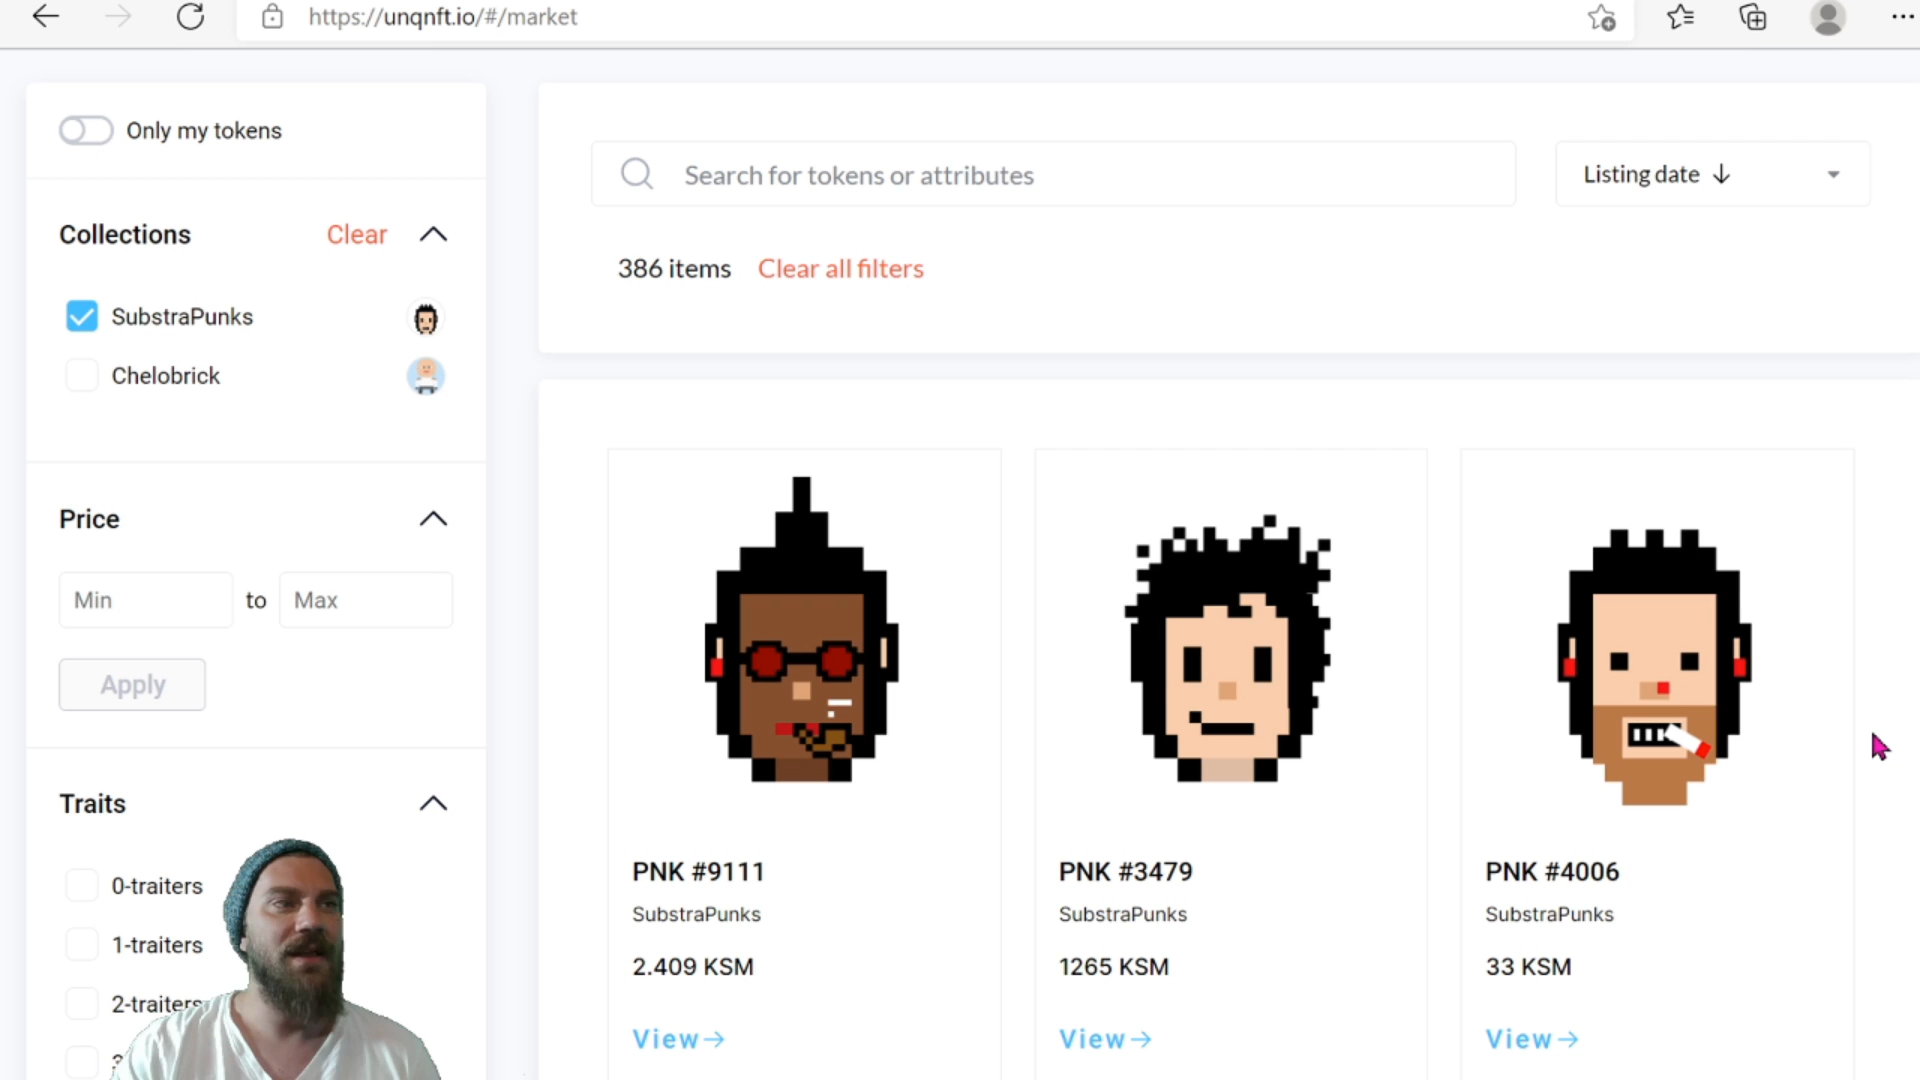 https://unqnft.io/#/market
Only my tokens
Collections Clear
SubstraPunks
Chelobrick
Price
Min to Max
Apply
Traits
0-traiters
1-traiters
2-traiters
Search for tokens or attributes
Listing date ↓
386 items Clear all filters
PNK #9111
SubstraPunks
2.409 KSM
View→
PNK #3479
SubstraPunks
1265 KSM
View→
PNK #4006
SubstraPunks
33 KSM
View→